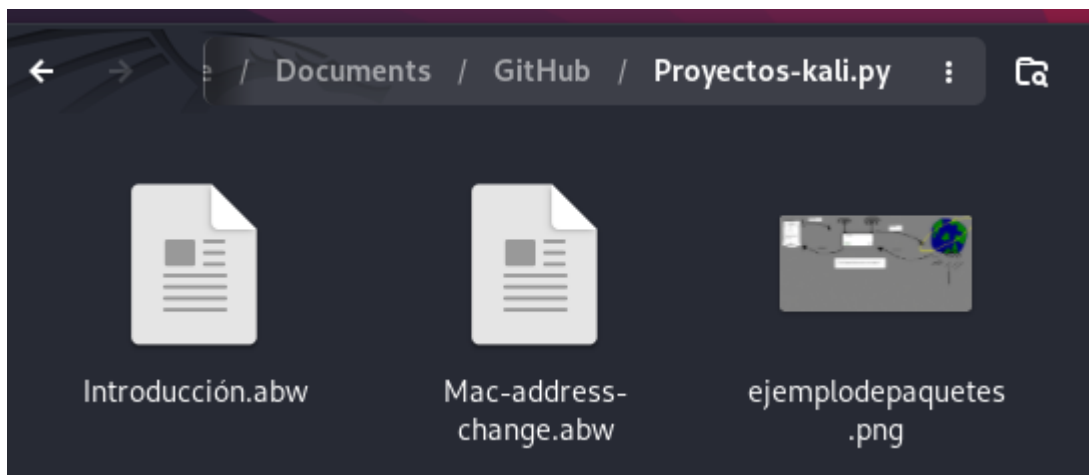 / Documents / GitHub / Proyectos-kali.py
Introducción.abw
Mac-address-
change.abw
ejemplodepaquetes
.png